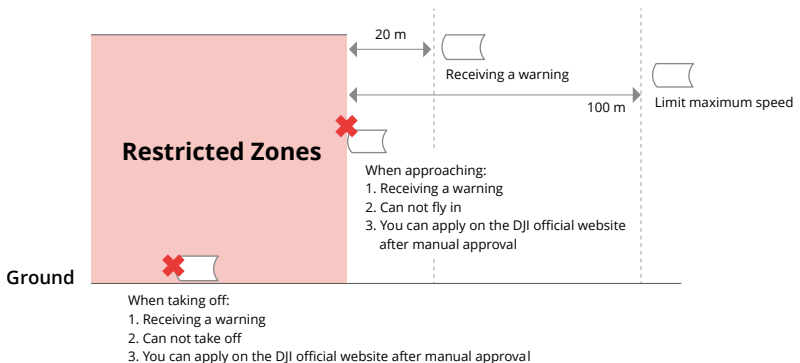 20 m
Receiving a warning
100 m
Limit maximum speed
Restricted Zones
When approaching:
1. Receiving a warning
2. Can not fly in
3. You can apply on the DJI official website
after manual approval
Ground
When taking off:
1. Receiving a warning
2. Can not take off
3. You can apply on the DJI official website after manual approval